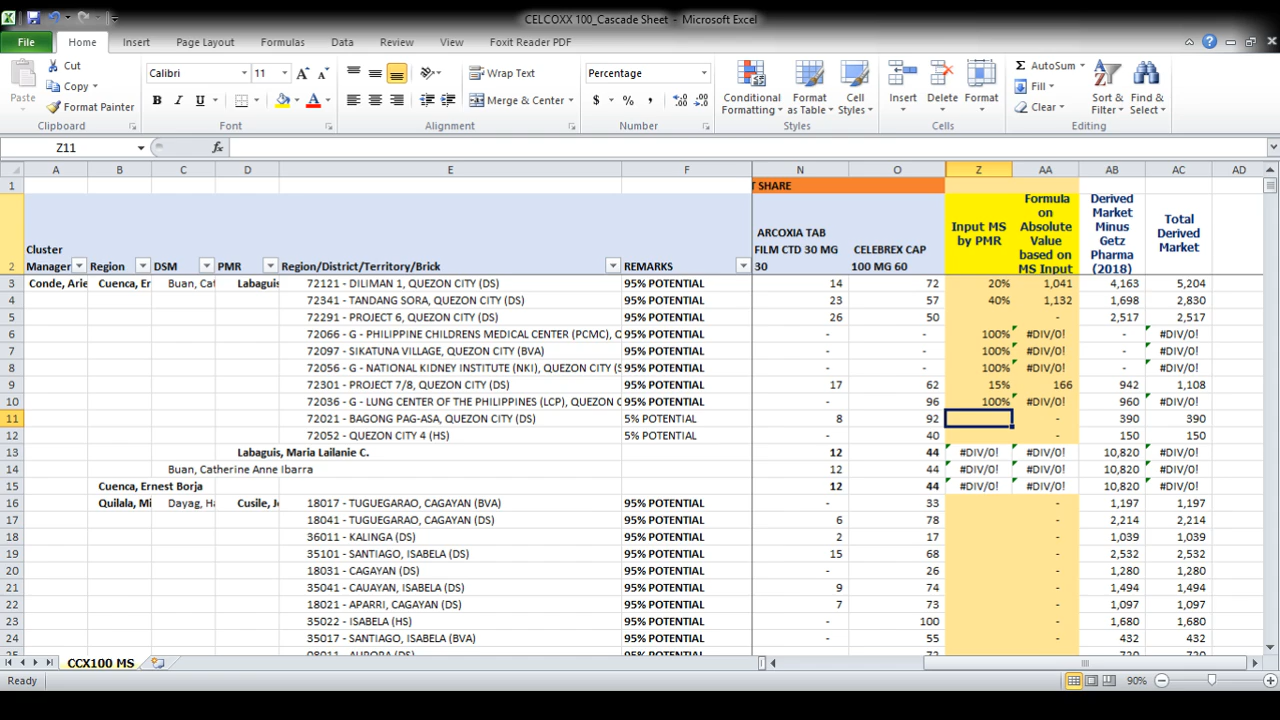 CELCOXX 100_Cascade Sheet - Microsoft Excel
File Home Insert Page Layout Formulas Data Review View Foxit Reader PDF
Paste Cut Copy Format Painter Clipboard
Calibri 11 B I U A Font
Wrap Text Merge & Center Alignment
Percentage $ % , Number
Conditional Formatting Format as Table Cell Styles Styles
Insert Delete Format Cells
AutoSum Fill Clear Sort & Filter Find & Select Editing
Z11 fx
A B C D E F N O Z AA AB AC AD
1 T SHARE
2 Cluster Manager Region DSM PMR Region/District/Territory/Brick REMARKS ARCOXIA TAB FILM CTD 30 MG 30 CELEBREX CAP 100 MG 60 Input MS by PMR Formula on Absolute Value based on MS Input Derived Market Minus Getz Pharma (2018) Total Derived Market
3 Conde, Arie Cuenca, Er Buan, Cat Labaguis 72121 - DILIMAN 1, QUEZON CITY (DS) 95% POTENTIAL 14 72 20% 1,041 4,163 5,204
4 72341 - TANDANG SORA, QUEZON CITY (DS) 95% POTENTIAL 23 57 40% 1,132 1,698 2,830
5 72291 - PROJECT 6, QUEZON CITY (DS) 95% POTENTIAL 26 50 - 2,517 2,517
6 72066 - G - PHILIPPINE CHILDRENS MEDICAL CENTER (PCMC), C 95% POTENTIAL - - 100% #DIV/0! - #DIV/0!
7 72097 - SIKATUNA VILLAGE, QUEZON CITY (BVA) 95% POTENTIAL - - 100% #DIV/0! - #DIV/0!
8 72056 - G - NATIONAL KIDNEY INSTITUTE (NKI), QUEZON CITY (S 95% POTENTIAL - - 100% #DIV/0! - #DIV/0!
9 72301 - PROJECT 7/8, QUEZON CITY (DS) 95% POTENTIAL 17 62 15% 166 942 1,108
10 72036 - G - LUNG CENTER OF THE PHILIPPINES (LCP), QUEZON C 95% POTENTIAL - 96 100% #DIV/0! 960 #DIV/0!
11 72021 - BAGONG PAG-ASA, QUEZON CITY (DS) 5% POTENTIAL 8 92 - 390 390
12 72052 - QUEZON CITY 4 (HS) 5% POTENTIAL - 40 - 150 150
13 Labaguis, Maria Lailanie C. 12 44 #DIV/0! #DIV/0! 10,820 #DIV/0!
14 Buan, Catherine Anne Ibarra 12 44 #DIV/0! #DIV/0! 10,820 #DIV/0!
15 Cuenca, Ernest Borja 12 44 #DIV/0! #DIV/0! 10,820 #DIV/0!
16 Quilala, Mi Dayag, Ha Cusile, Jo 18017 - TUGUEGARAO, CAGAYAN (BVA) 95% POTENTIAL - 33 - 1,197 1,197
17 18041 - TUGUEGARAO, CAGAYAN (DS) 95% POTENTIAL 6 78 - 2,214 2,214
18 36011 - KALINGA (DS) 95% POTENTIAL 2 17 - 1,039 1,039
19 35101 - SANTIAGO, ISABELA (DS) 95% POTENTIAL 15 68 - 2,532 2,532
20 18031 - CAGAYAN (DS) 95% POTENTIAL - 26 - 1,280 1,280
21 35041 - CAUAYAN, ISABELA (DS) 95% POTENTIAL 9 74 - 1,494 1,494
22 18021 - APARRI, CAGAYAN (DS) 95% POTENTIAL 7 73 - 1,097 1,097
23 35022 - ISABELA (HS) 95% POTENTIAL - 100 - 1,680 1,680
24 35017 - SANTIAGO, ISABELA (BVA) 95% POTENTIAL - 55 - 432 432
CCX100 MS
Ready 90%